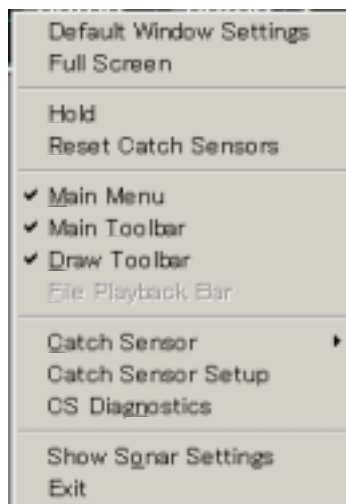 Default Window Settings
Full Screen
Hold
Reset Catch Sensors
Main Menu
Main Toolbar
Draw Toolbar
File Playback Bar
Catch Sensor
Catch Sensor Setup
CS Diagnostics
Show Sonar Settings
Exit